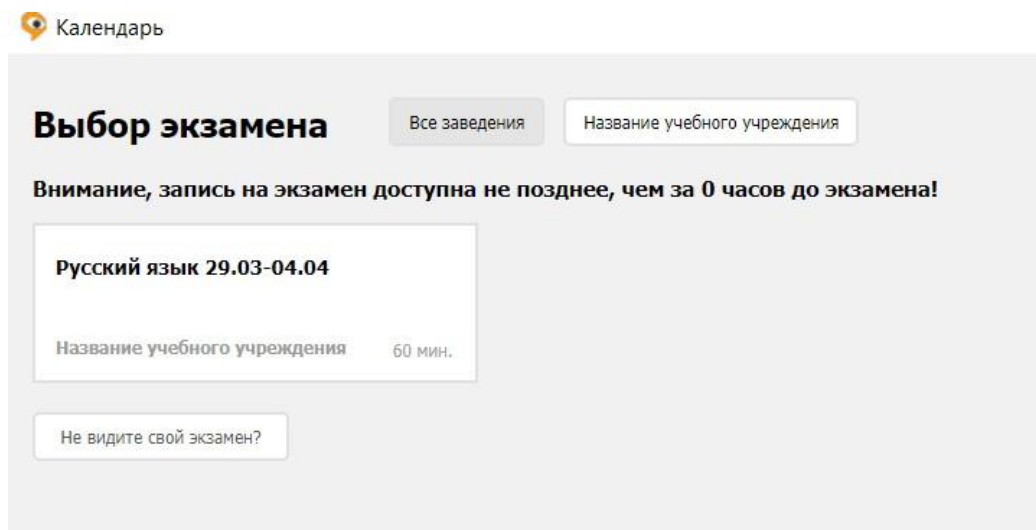 Календарь
Выбор экзамена Все заведения Название учебного учреждения
Внимание, запись на экзамен доступна не позднее, чем за 0 часов до экзамена!
Русский язык 29.03-04.04
Название учебного учреждения 60 мин.
Не видите свой экзамен?